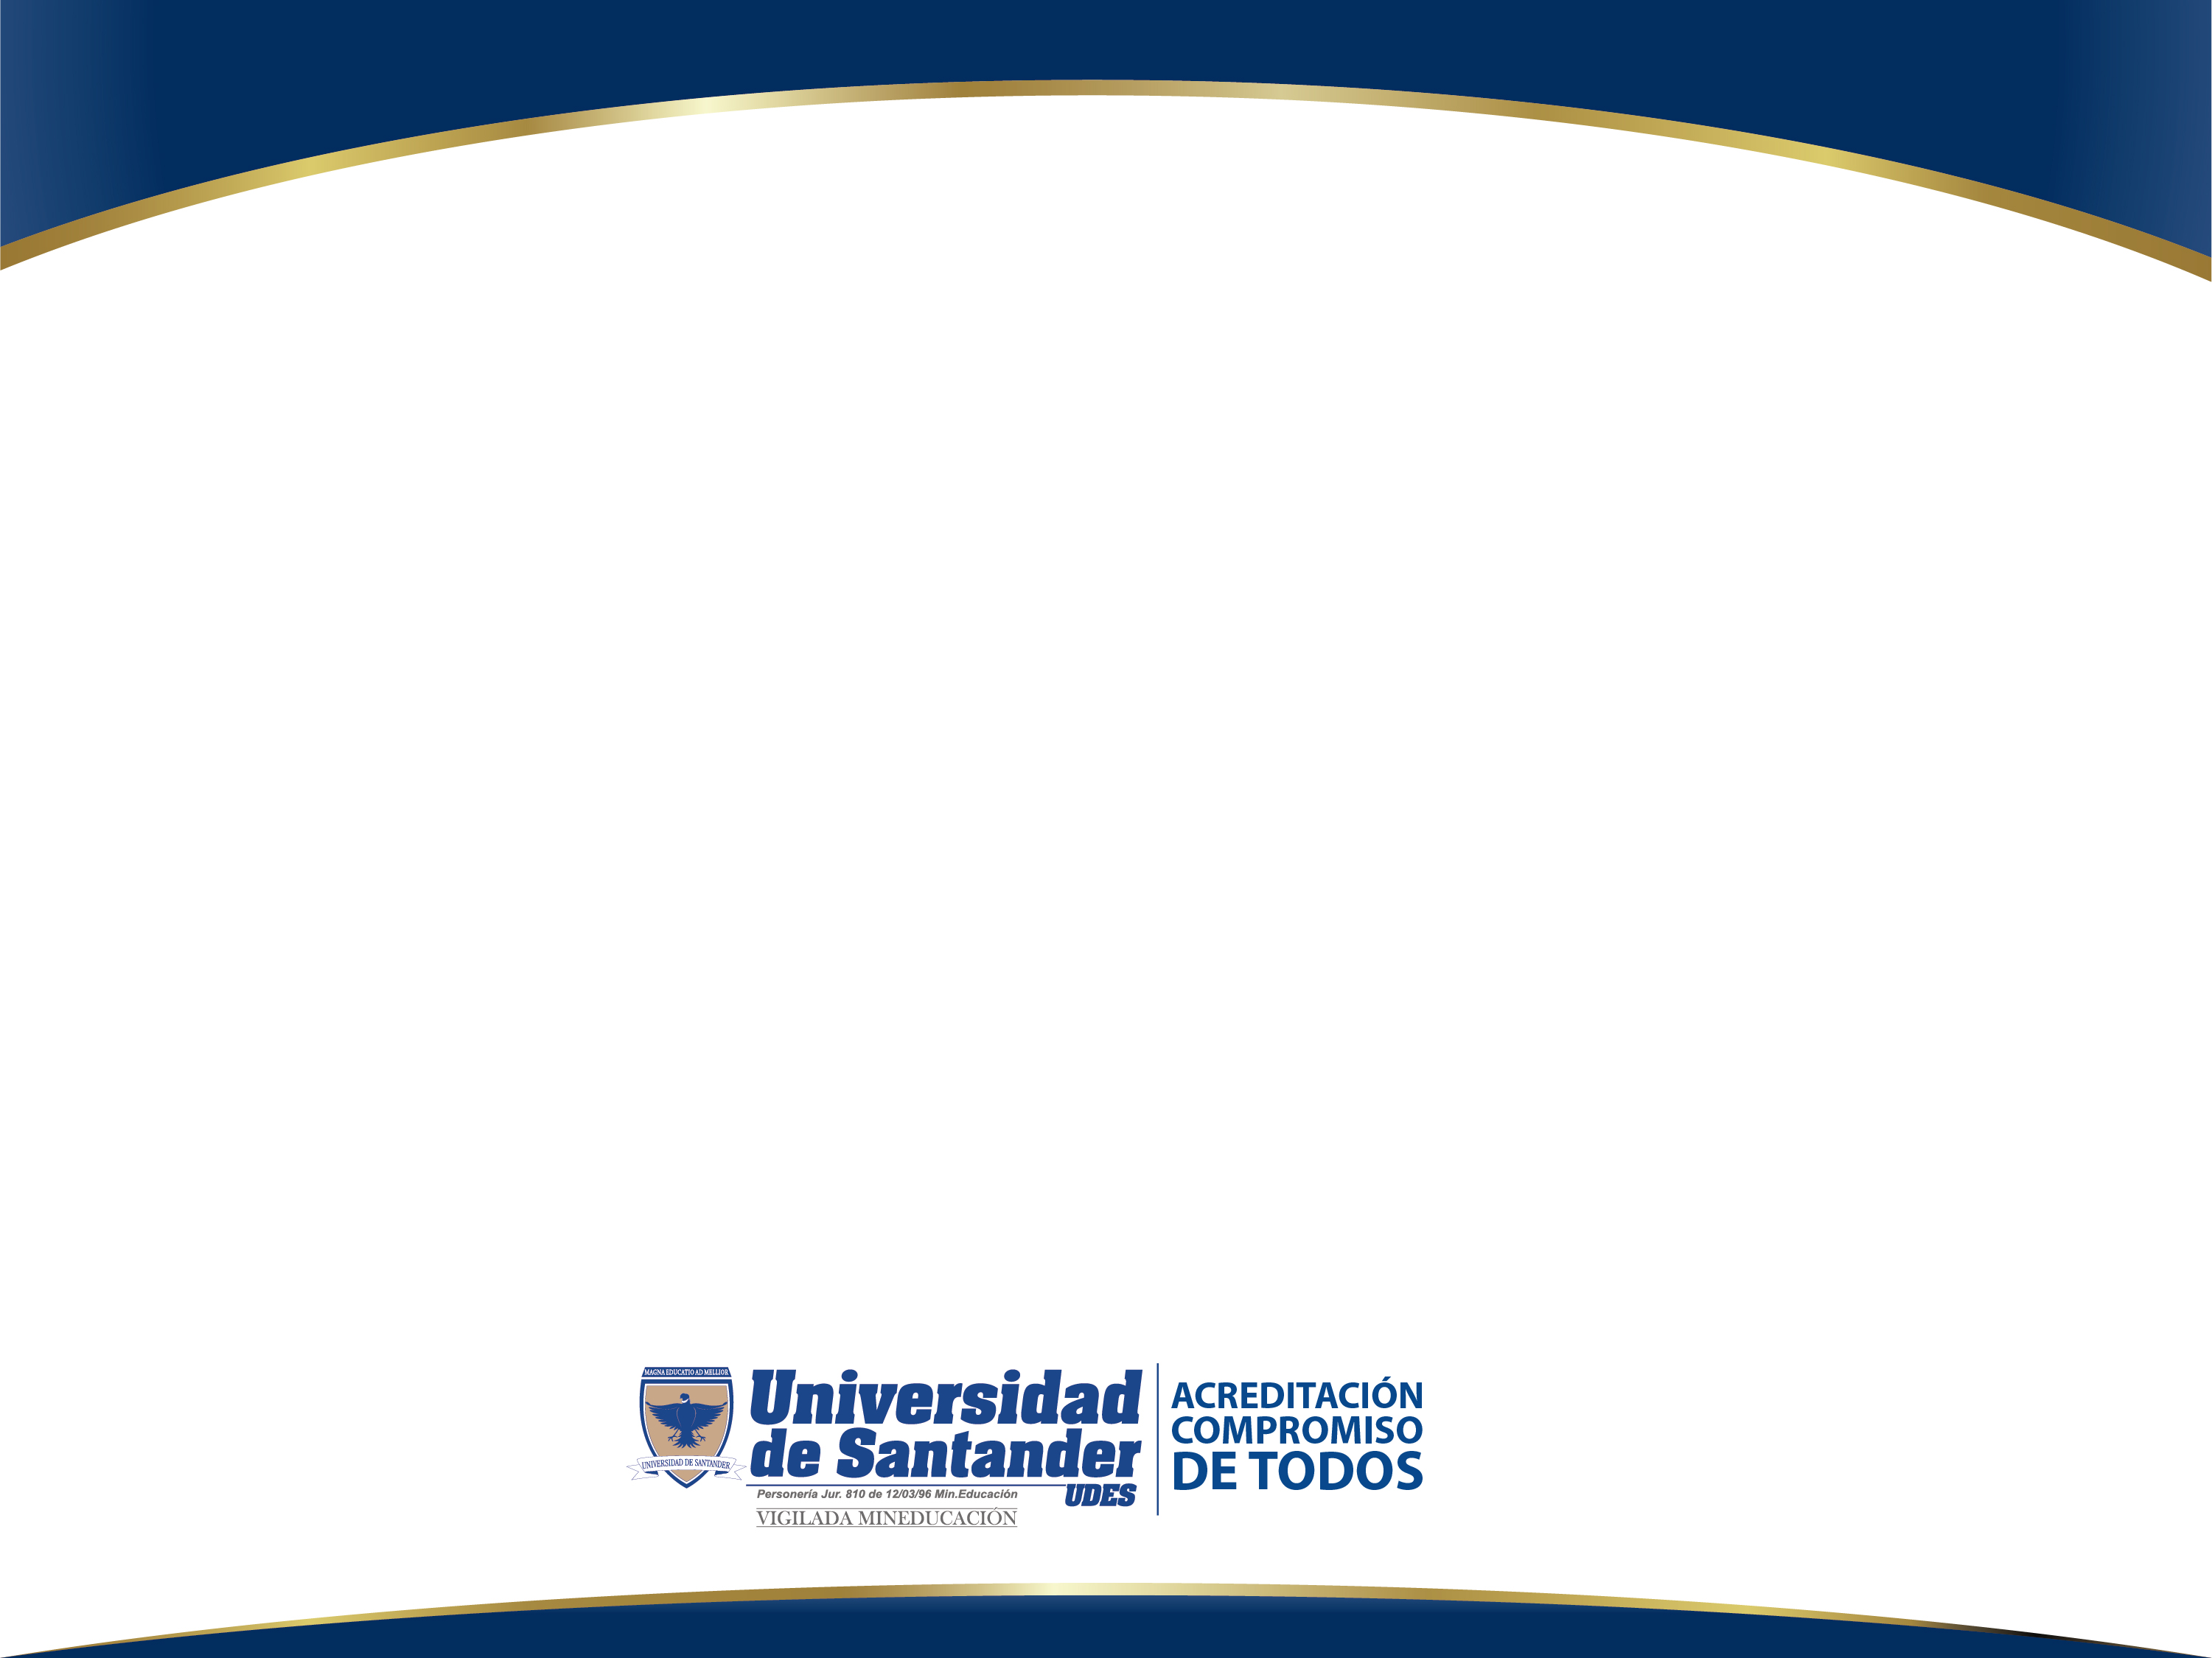 MAGNA EDUCATIO AD MELLIOR
UNIVERSIDAD DE SANTANDER
Universidad
de Santander
UDES
Personería Jur. 810 de 12/03/96 Min.Educación
VIGILADA MINEDUCACIÓN
ACREDITACIÓN
COMPROMISO
DE TODOS